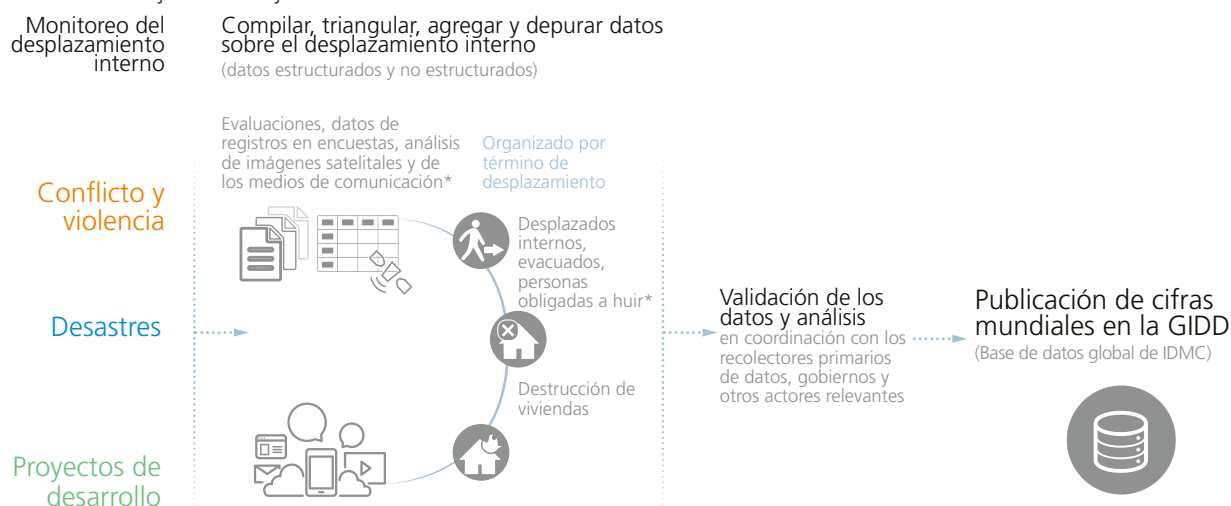 Monitoreo del
desplazamiento
interno
Compilar, triangular, agregar y depurar datos
sobre el desplazamiento interno
(datos estructurados y no estructurados)
Evaluaciones, datos de
registros en encuestas, análisis
de imágenes satelitales y de
los medios de comunicación*
Organizado por
término de
desplazamiento
Conflicto y
violencia
Desastres
Proyectos de
desarrollo
Desplazados
internos,
evacuados,
personas
obligadas a huir*
Destrucción de
viviendas
Validación de los
datos y análisis
en coordinación con los
recolectores primarios
de datos, gobiernos y
otros actores relevantes
Publicación de cifras
mundiales en la GIDD
(Base de datos global de IDMC)